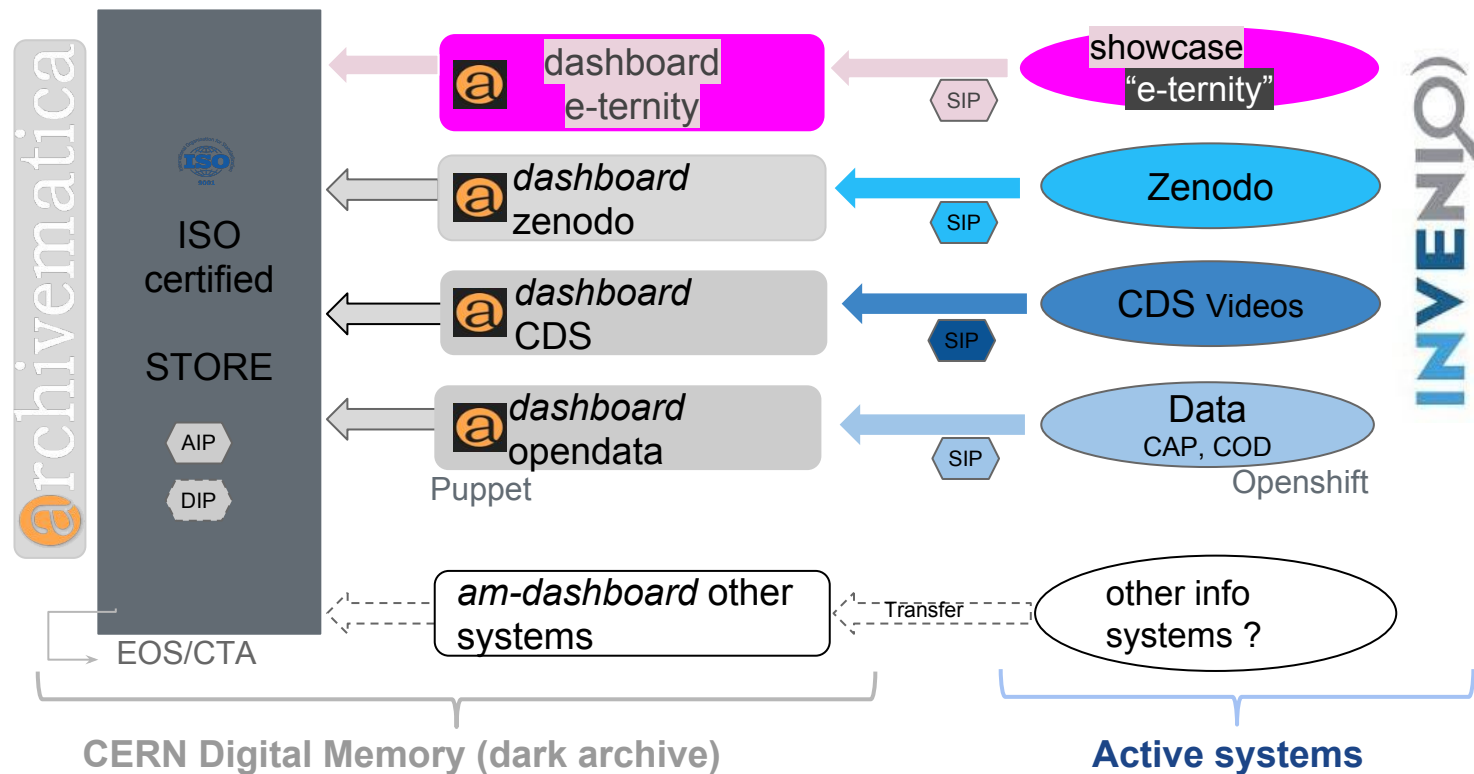 archivematica
ISO
9001
ISO
certified
STORE
AIP
DIP
EOS/CTA
a
dashboard
e-ternity
SIP
showcase
“e-ternity”
a
dashboard
zenodo
SIP
Zenodo
a
dashboard
CDS
SIP
CDS Videos
a
dashboard
opendata
SIP
Data
CAP, COD
Puppet
Openshift
am-dashboard other
systems
Transfer
other info
systems ?
INVENIO
CERN Digital Memory (dark archive)
Active systems